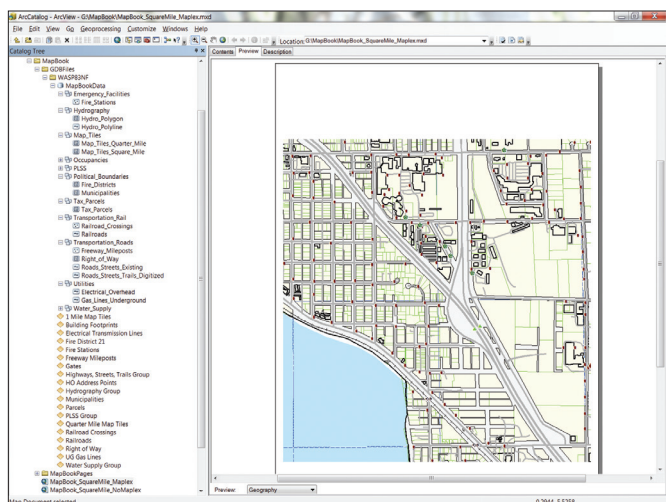 ArcCatalog - ArcView - G:\MapBook\MapBook_SquareMile_Maplex.mxd
File Edit View Go Geoprocessing Customize Windows Help
Location: G:\MapBook\MapBook_SquareMile_Maplex.mxd
Catalog Tree
Contents Preview Description
MapBook
GDBFiles
WASP83NF
MapBookData
Emergency_Facilities
Fire_Stations
Hydrography
Hydro_Polygon
Hydro_Polyline
Map_Tiles
Map_Tiles_Quarter_Mile
Map_Tiles_Square_Mile
Occupancies
PLSS
Political_Boundaries
Fire_Districts
Municipalities
Tax_Parcels
Tax_Parcels
Transportation_Rail
Railroad_Crossings
Railroads
Transportation_Roads
Freeway_Mileposts
Right_of_Way
Roads_Streets_Existing
Roads_Streets_Trails_Digitized
Utilities
Electrical_Overhead
Gas_Lines_Underground
Water_Supply
1 Mile Map Tiles
Building Footprints
Electrical Transmission Lines
Fire District 21
Fire Stations
Freeway Mileposts
Gates
Highways, Streets, Trails Group
HO Address Points
Hydrography Group
Municipalities
Parcels
PLSS Group
Quarter Mile Map Tiles
Railroad Crossings
Railroads
Right of Way
UG Gas Lines
Water Supply Group
MapBookPages
MapBook_SquareMile_Maplex
MapBook_SquareMile_NoMaplex
Preview: Geography
Map Document selected